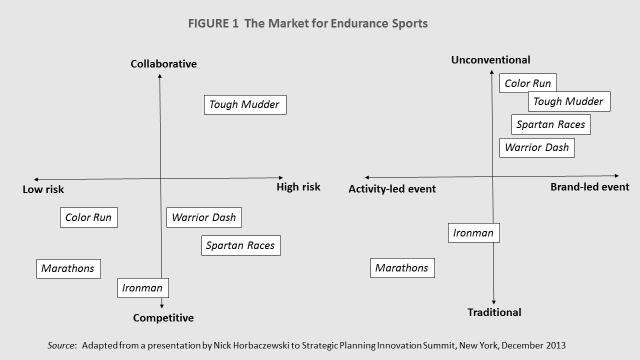 FIGURE 1 The Market for Endurance Sports
Collaborative
Tough Mudder
Low risk
High risk
Color Run
Warrior Dash
Spartan Races
Marathons
Ironman
Competitive
Unconventional
Color Run
Tough Mudder
Spartan Races
Warrior Dash
Activity-led event
Brand-led event
Ironman
Marathons
Traditional
Source: Adapted from a presentation by Nick Horbaczewski to Strategic Planning Innovation Summit, New York, December 2013